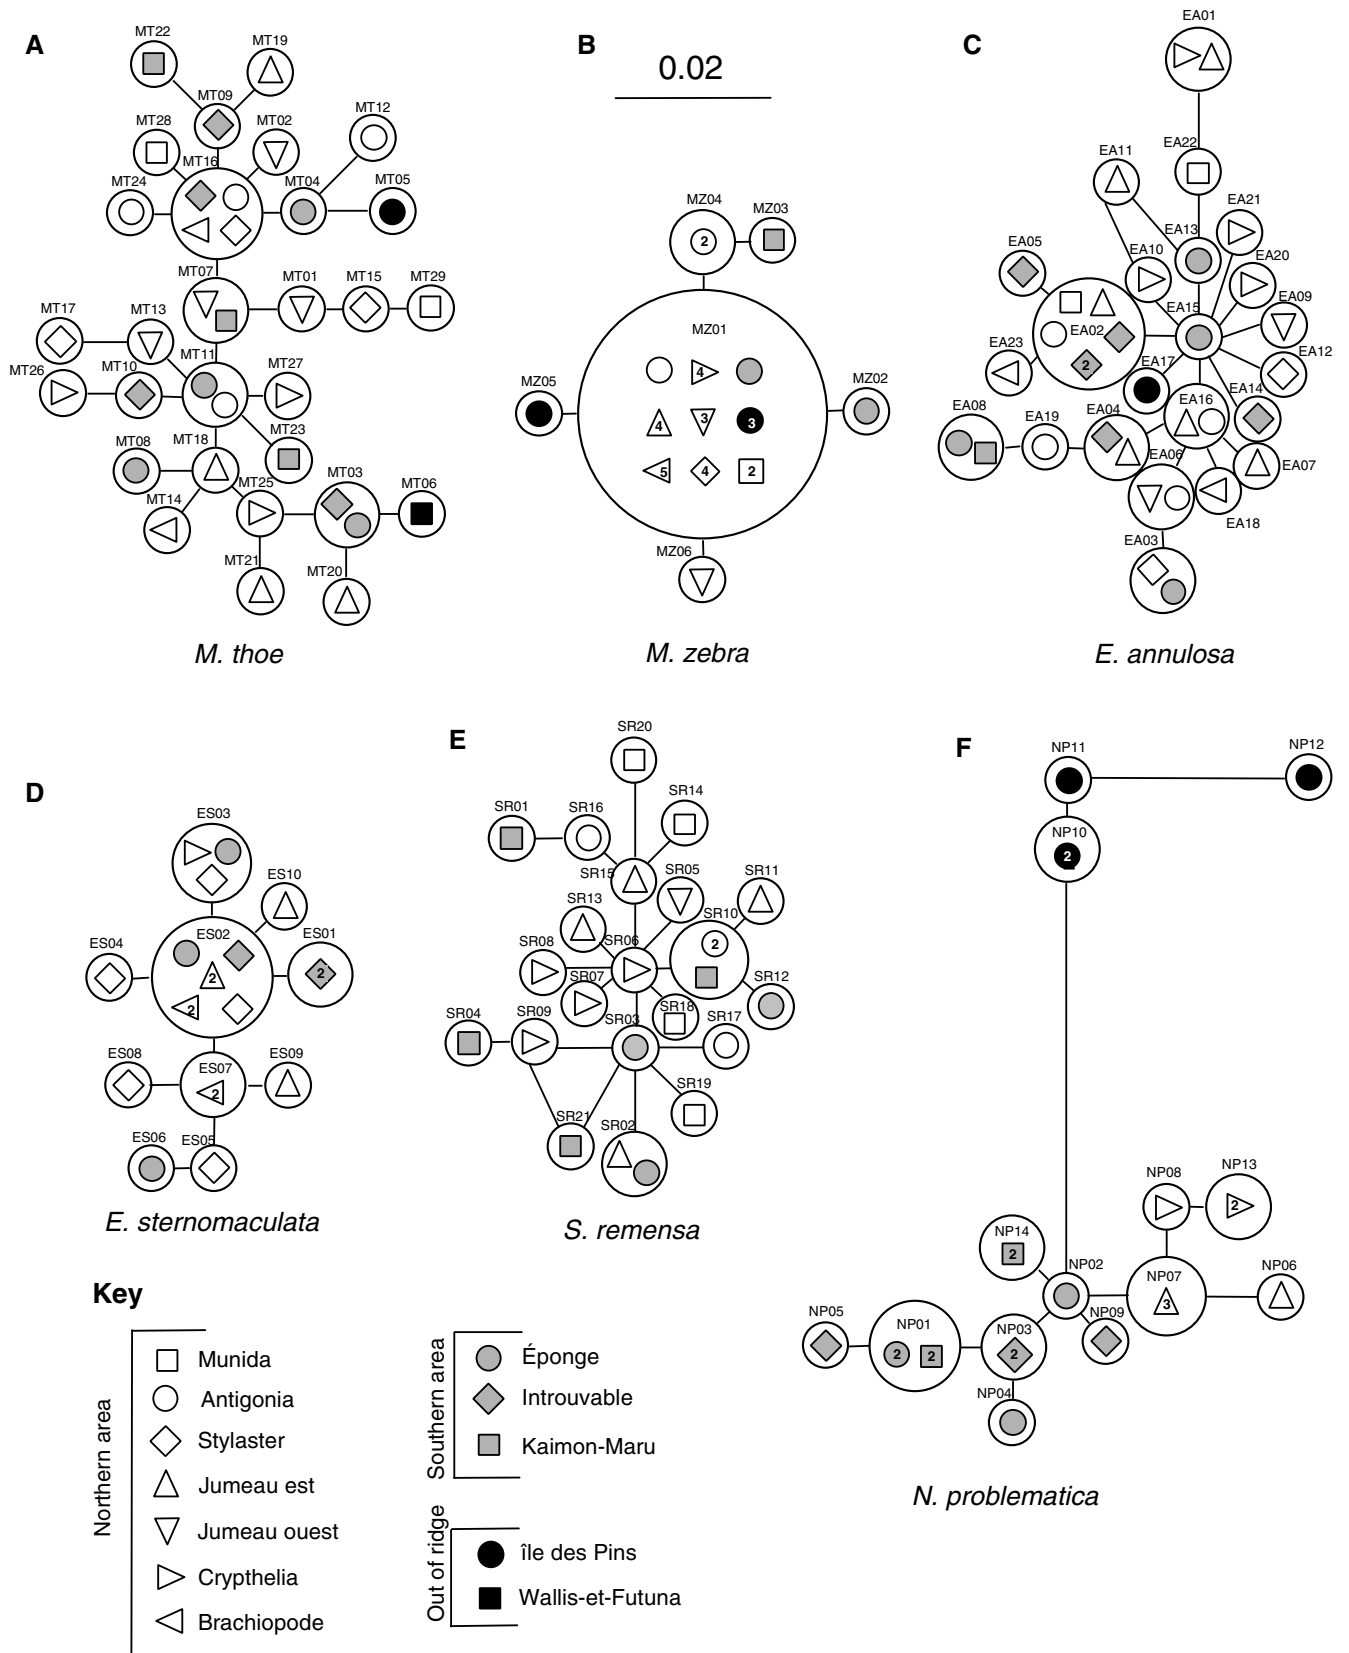 A
MT22
MT19
MT09
MT12
MT28
MT02
MT16
MT24
MT04
MT05
MT07
MT01
MT15
MT29
MT17
MT13
MT11
MT26
MT10
MT27
MT18
MT23
MT08
MT25
MT03
MT06
MT14
MT21
MT20
M. thoe
B
0.02
MZ04
MZ03
2
MZ01
4
MZ05
MZ02
4
3
3
5
4
2
MZ06
M. zebra
C
EA01
EA22
EA11
EA21
EA13
EA05
EA10
EA20
EA09
EA15
EA02
EA23
EA12
2
EA17
EA14
EA08
EA19
EA04
EA16
EA06
EA07
EA18
EA03
E. annulosa
D
ES03
ES10
ES02
ES01
ES04
2
2
2
ES08
ES07
ES09
2
ES06
ES05
E. sternomaculata
E
SR20
SR01
SR16
SR14
SR15
SR05
SR11
SR13
SR10
SR08
SR06
2
SR07
SR12
SR18
SR04
SR09
SR03
SR17
SR19
SR21
SR02
S. remensa
F
NP11
NP12
NP10
2
NP08
NP13
2
NP14
2
NP02
NP07
NP06
3
NP05
NP01
NP03
NP09
2
2
2
NP04
N. problematica
Key
Northern area
Munida
Antigonia
Stylaster
Jumeau est
Jumeau ouest
Crypthelia
Brachiopode
Southern area
Éponge
Introuvable
Kaimon-Maru
Out of ridge
île des Pins
Wallis-et-Futuna